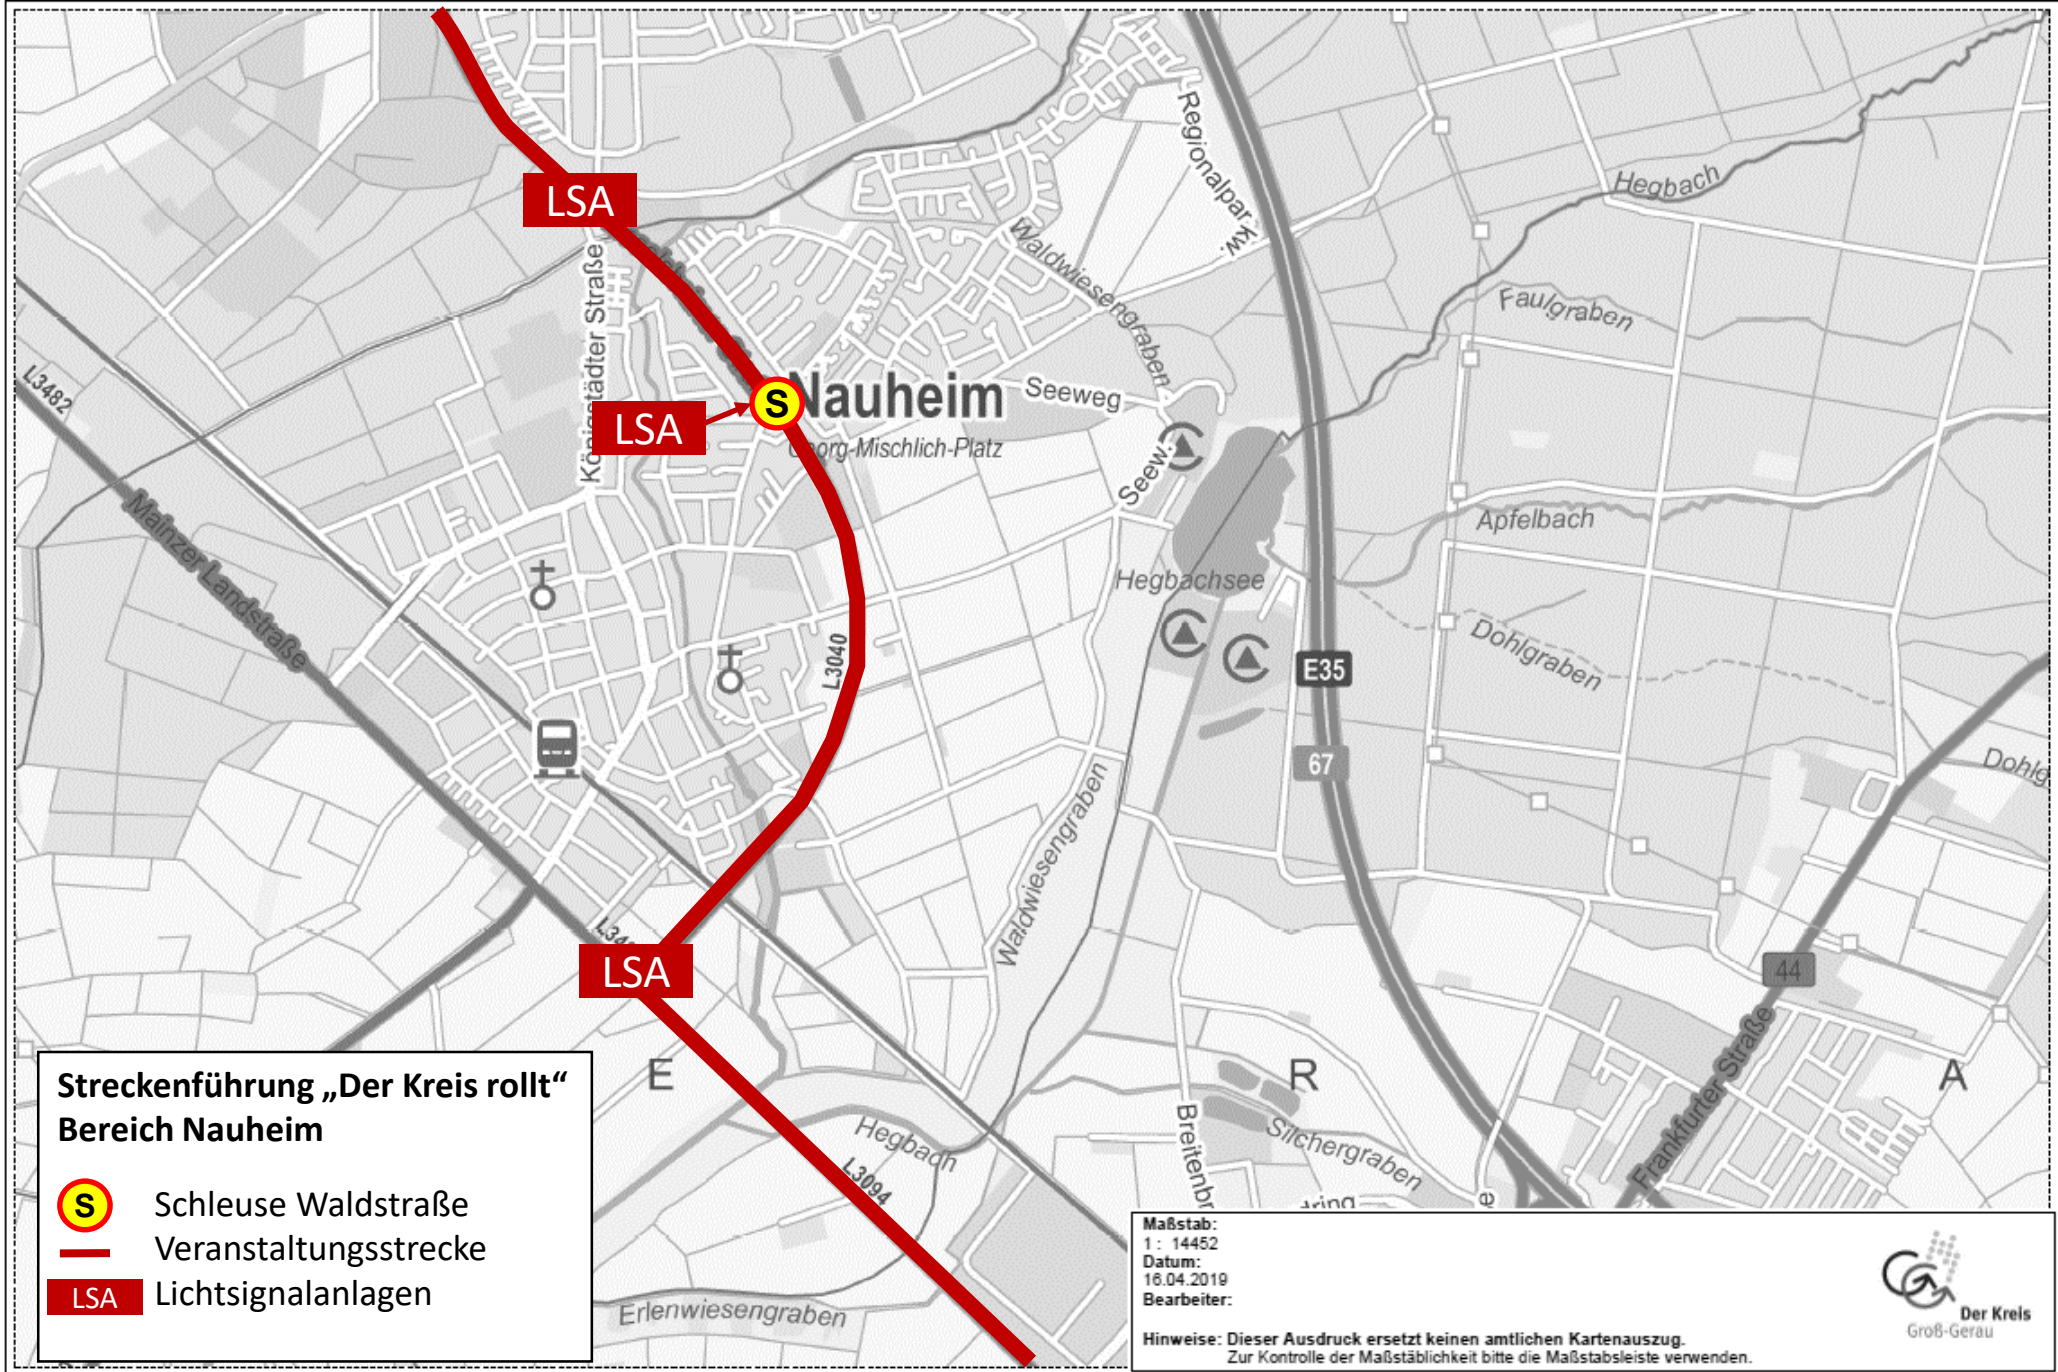 LSA
Regionalpar kw.
Hegbach
Königstädter Straße
Waldwiesengraben
Faulgraben
L3482
Nauheim
Seeweg
LSA
S
Georg-Mischlich-Platz
Seew.
Mainzer Landstraße
Apfelbach
Hegbachsee
Dohlgraben
L3040
E35
67
Waldwiesengraben
LSA
44
Frankfurter Straße
E
R
A
Hegbach
Silchergraben
L3094
Erlenwiesengraben
Streckenführung „Der Kreis rollt“
Bereich Nauheim
S Schleuse Waldstraße
Veranstaltungsstrecke
LSA Lichtsignalanlagen
Maßstab:
1 : 14452
Datum:
16.04.2019
Bearbeiter:
Hinweise: Dieser Ausdruck ersetzt keinen amtlichen Kartenauszug.
Zur Kontrolle der Maßstäblichkeit bitte die Maßstabsleiste verwenden.
Der Kreis
Groß-Gerau